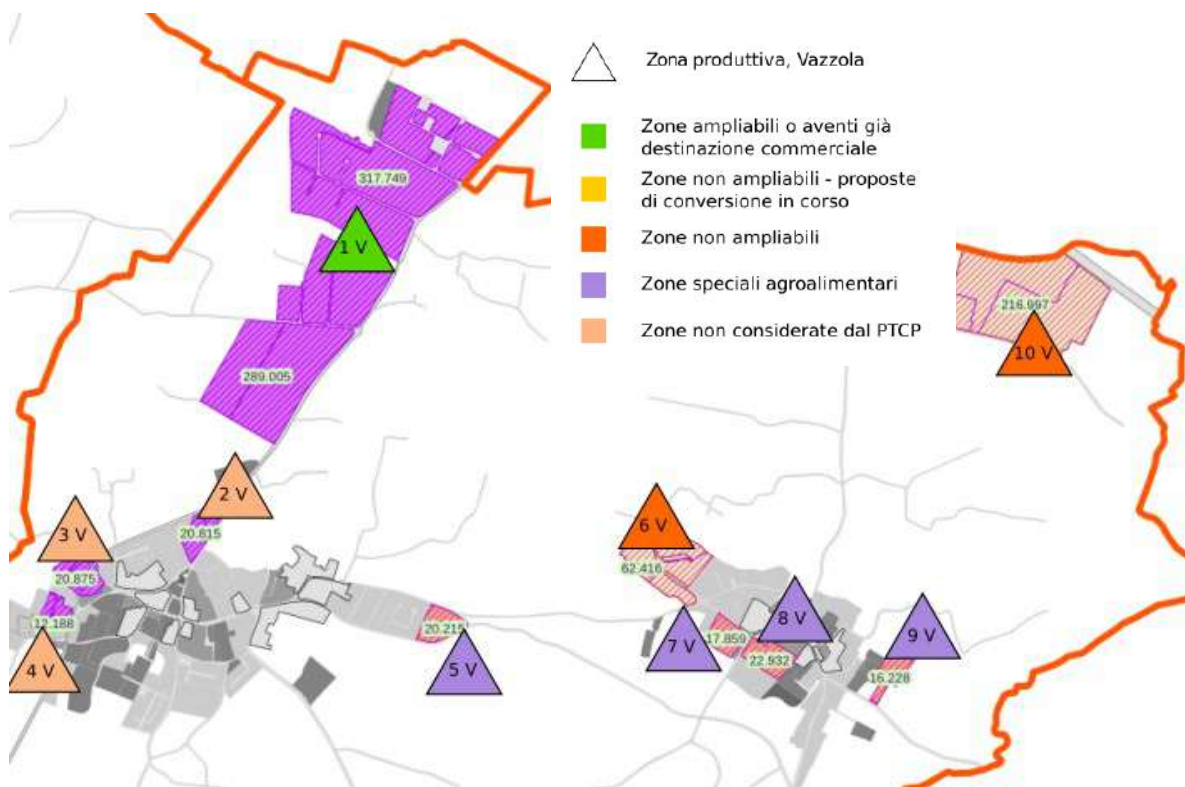 Zona produttiva, Vazzola
Zone ampliabili o aventi già
destinazione commerciale
Zone non ampliabili - proposte
di conversione in corso
Zone non ampliabili
Zone speciali agroalimentari
Zone non considerate dal PTCP
317.749
1 V
289.005
216.997
10 V
2 V
20.815
3 V
20.875
12.188
4 V
20.215
5 V
6 V
62.416
7 V
17.859
8 V
22.932
9 V
16.228